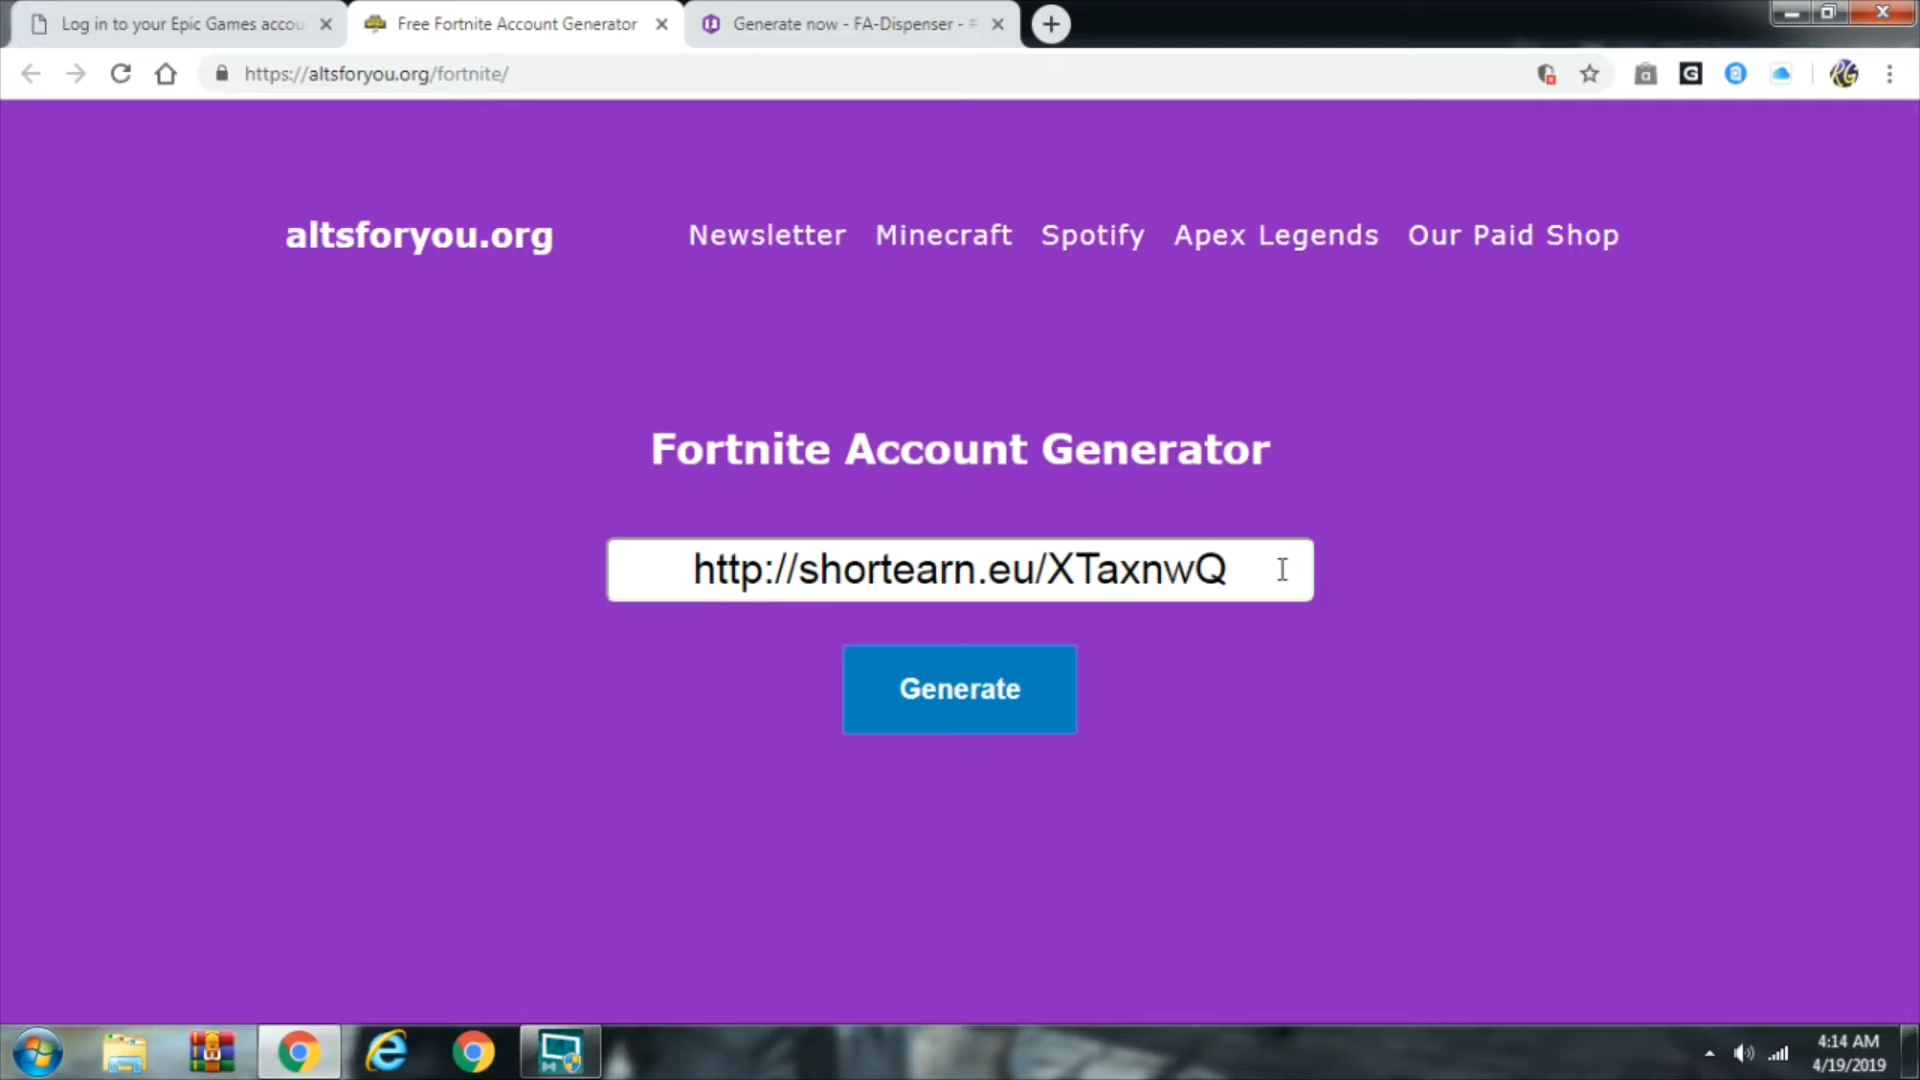 Log in to your Epic Games accou
Free Fortnite Account Generator
Generate now - FA-Dispenser - #
https://altsforyou.org/fortnite/
altsforyou.org
Newsletter Minecraft Spotify Apex Legends Our Paid Shop
Fortnite Account Generator
http://shortearn.eu/XTaxnwQ
Generate
4:14 AM
4/19/2019